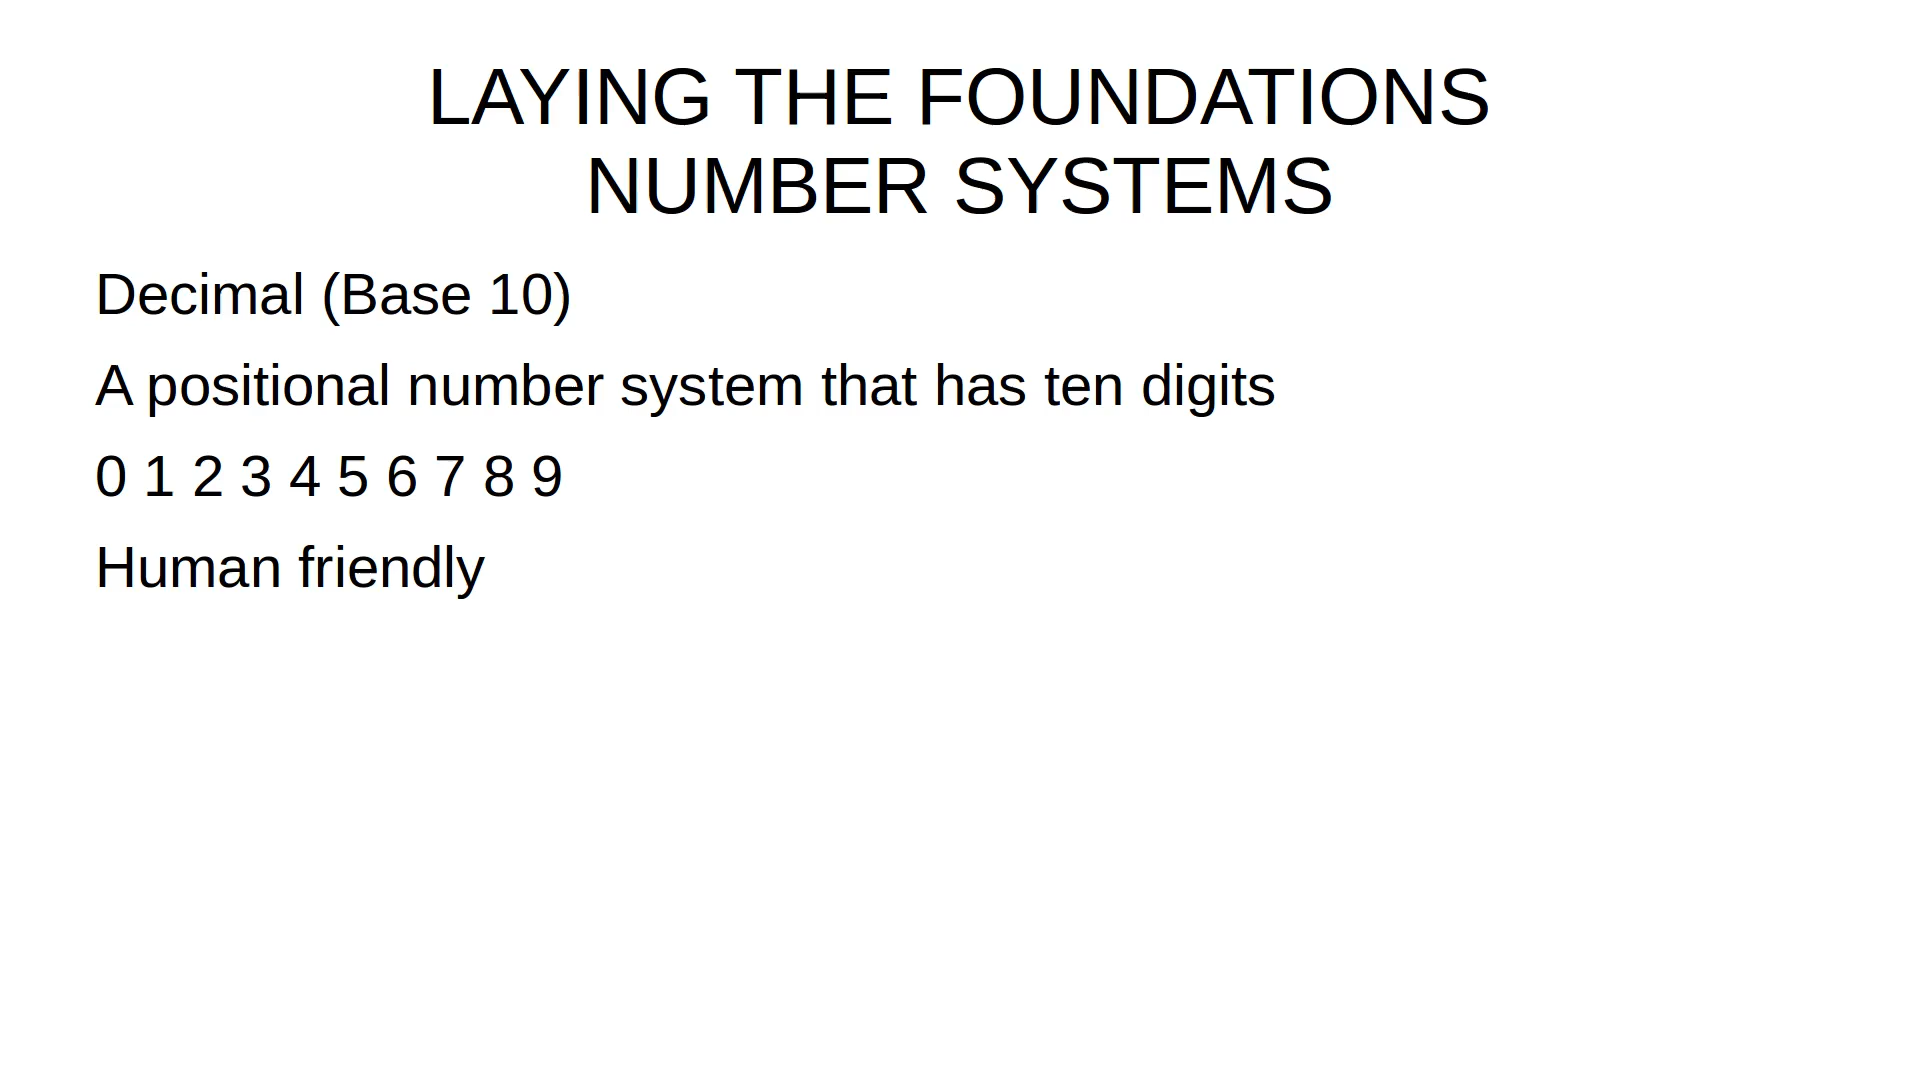 LAYING THE FOUNDATIONS
NUMBER SYSTEMS
Decimal (Base 10)
A positional number system that has ten digits
0 1 2 3 4 5 6 7 8 9
Human friendly